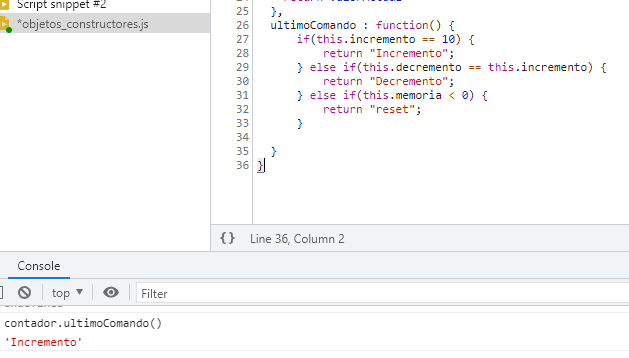 Script snippet #2
*objetos_constructores.js
25 },
26 ultimoComando : function() {
27 if(this.incremento == 10) {
28 return "Incremento";
29 } else if(this.decremento == this.incremento) {
30 return "Decremento";
31 } else if(this.memoria < 0) {
32 return "reset";
33 }
34
35 }
36 }
{} Line 36, Column 2
Console
top ▼ Filter
contador.ultimoComando()
'Incremento'